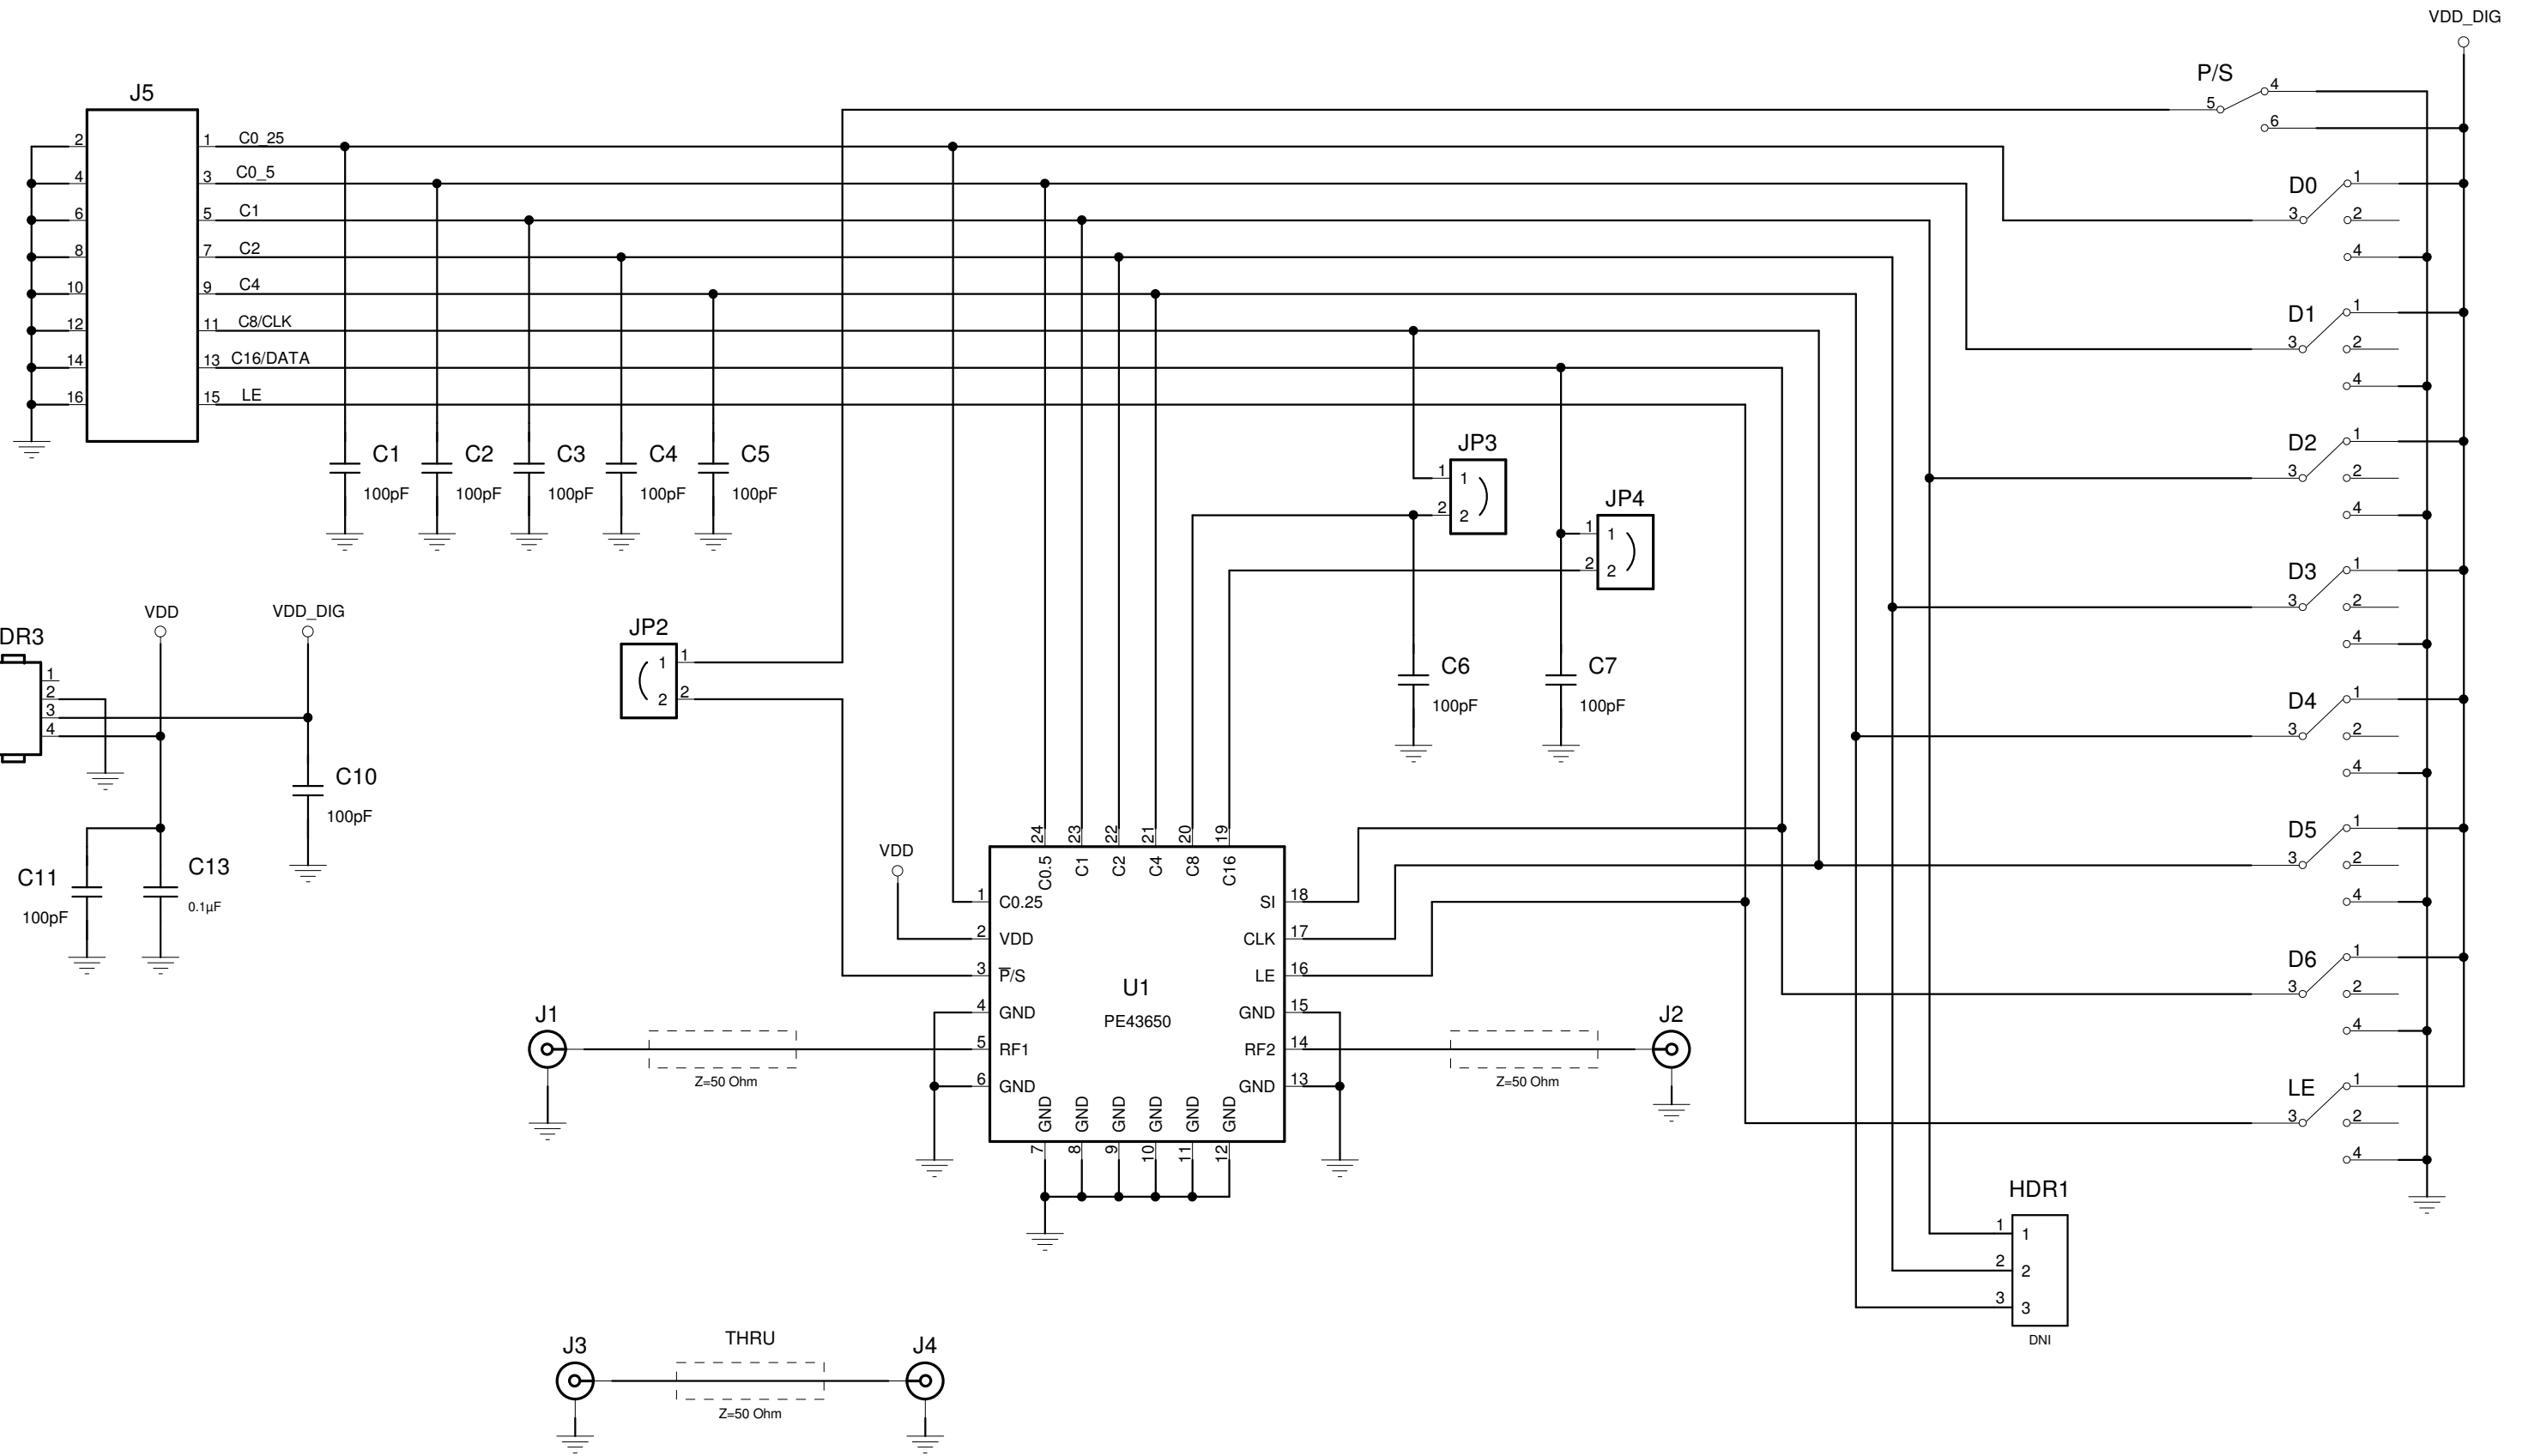 VDD_DIG
P/S
5
4
6
J5
2
4
6
8
10
12
14
16
1 C0_25
3 C0_5
5 C1
7 C2
9 C4
11 C8/CLK
13 C16/DATA
15 LE
C1
100pF
C2
100pF
C3
100pF
C4
100pF
C5
100pF
D0
3
1
2
4
D1
3
1
2
4
D2
3
1
2
4
D3
3
1
2
4
D4
3
1
2
4
D5
3
1
2
4
D6
3
1
2
4
LE
3
1
2
4
JP3
1 1
2 2
JP4
1 1
2 2
C6
100pF
C7
100pF
JP2
1 1
2 2
DR3
1
2
3
4
VDD
VDD_DIG
C10
100pF
C11
100pF
C13
0.1µF
VDD
24 C0.5
23 C1
22 C2
21 C4
20 C8
19 C16
1 C0.25
2 VDD
3 P/S
4 GND
5 RF1
6 GND
U1
PE43650
SI 18
CLK 17
LE 16
GND 15
RF2 14
GND 13
GND 7
GND 8
GND 9
GND 10
GND 11
GND 12
J1
Z=50 Ohm
J2
Z=50 Ohm
HDR1
1 1
2 2
3 3
DNI
J3
THRU
J4
Z=50 Ohm